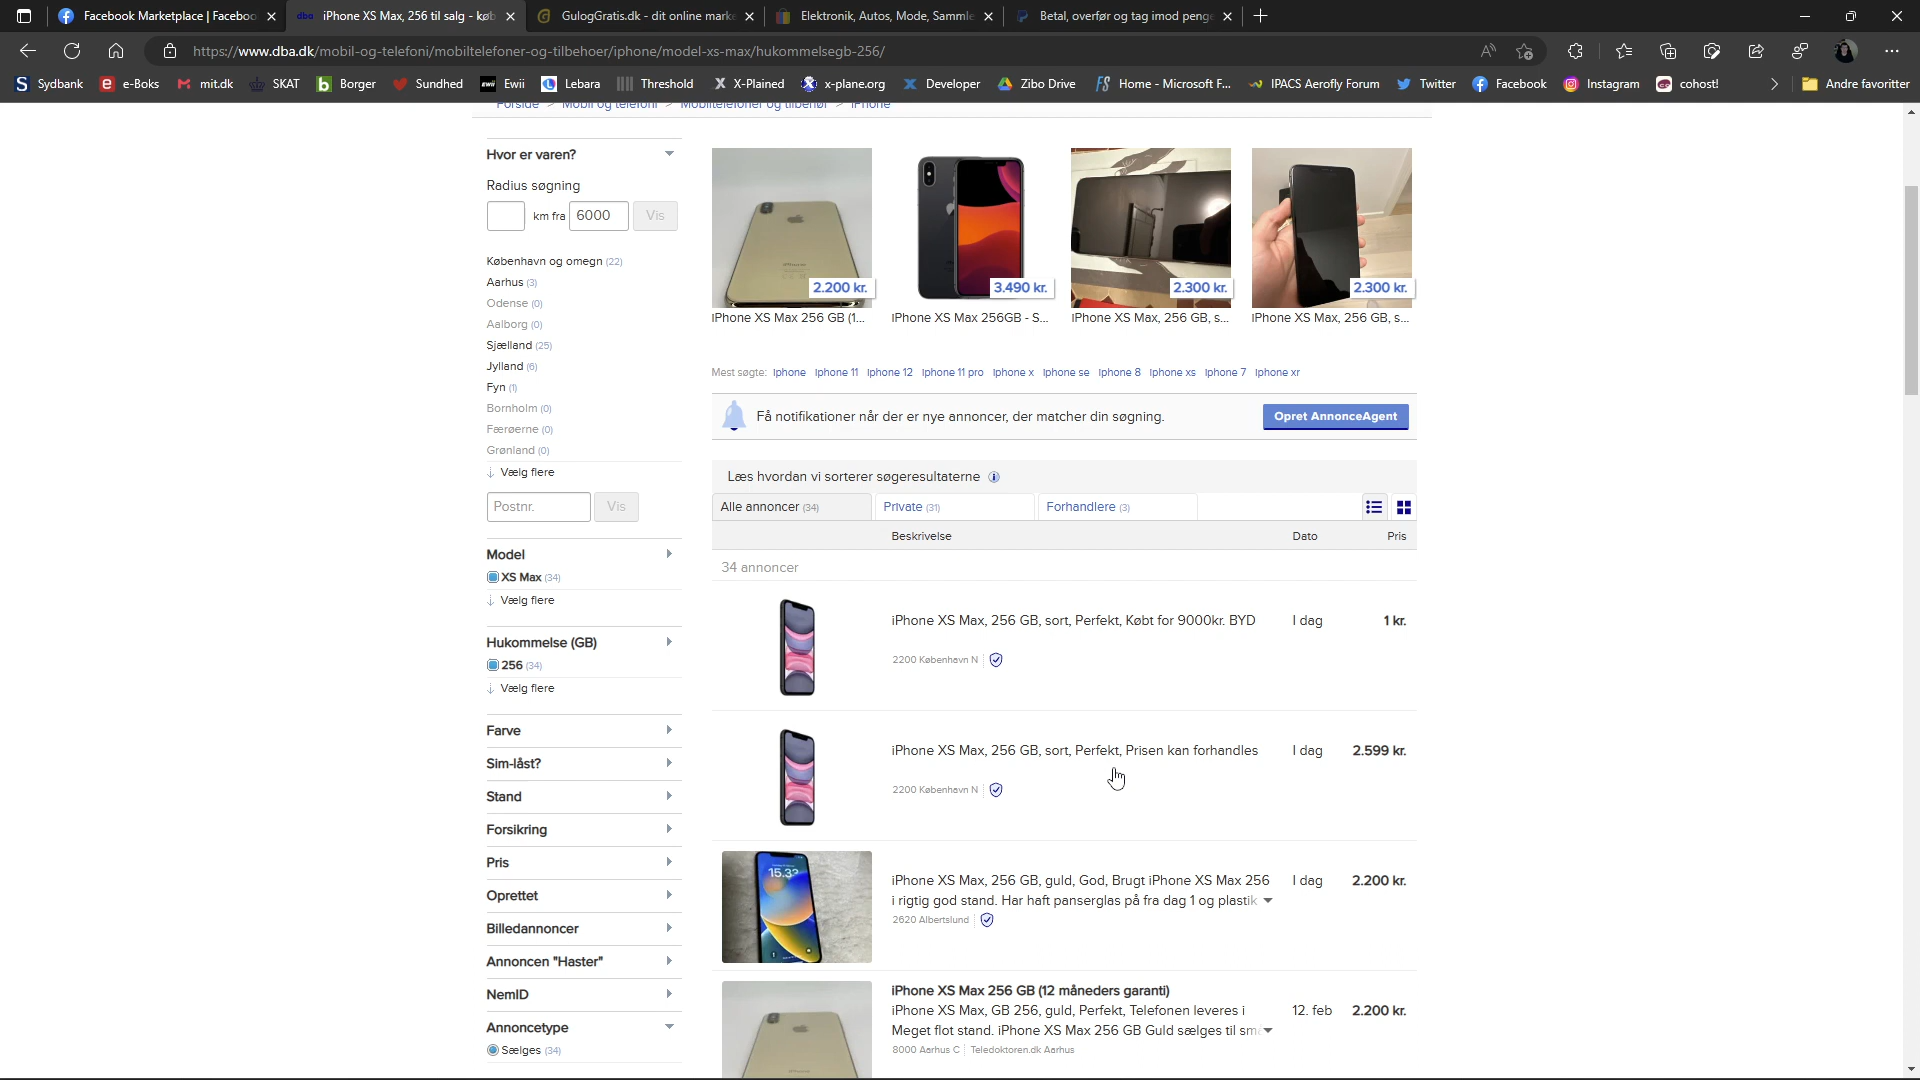 Facebook Marketplace | Faceboo
dba iPhone XS Max, 256 til salg - køb
GulogGratis.dk - dit online marke
Elektronik, Autos, Mode, Sammle
Betal, overfør og tag imod penge
https://www.dba.dk/mobil-og-telefoni/mobiltelefoner-og-tilbehoer/iphone/model-xs-max/hukommelsegb-256/
Sydbank e-Boks mit.dk SKAT Borger Sundhed Ewii Lebara Threshold X-Plained x-plane.org Developer Zibo Drive Home - Microsoft F... IPACS Aerofly Forum Twitter Facebook Instagram cohost! Andre favoritter
Forside > Mobil og telefoni > Mobiltelefoner og tilbehør > iPhone
Hvor er varen?
Radius søgning
km fra 6000 Vis
København og omegn (22)
Aarhus (3)
Odense (0)
Aalborg (0)
Sjælland (25)
Jylland (6)
Fyn (1)
Bornholm (0)
Færøerne (0)
Grønland (0)
↓ Vælg flere
Postnr. Vis
Model
XS Max (34)
↓ Vælg flere
Hukommelse (GB)
256 (34)
↓ Vælg flere
Farve
Sim-låst?
Stand
Forsikring
Pris
Oprettet
Billedannoncer
Annoncen "Haster"
NemID
Annoncetype
Sælges (34)
2.200 kr. 3.490 kr. 2.300 kr. 2.300 kr.
iPhone XS Max 256 GB (1... iPhone XS Max 256GB - S... iPhone XS Max, 256 GB, s... iPhone XS Max, 256 GB, s...
Mest søgte: Iphone Iphone 11 Iphone 12 Iphone 11 pro Iphone x Iphone se Iphone 8 Iphone xs Iphone 7 Iphone xr
Få notifikationer når der er nye annoncer, der matcher din søgning. Opret AnnonceAgent
Læs hvordan vi sorterer søgeresultaterne
Alle annoncer (34) Private (31) Forhandlere (3)
Beskrivelse Dato Pris
34 annoncer
iPhone XS Max, 256 GB, sort, Perfekt, Købt for 9000kr. BYD I dag 1 kr.
2200 København N
iPhone XS Max, 256 GB, sort, Perfekt, Prisen kan forhandles I dag 2.599 kr.
2200 København N
15.33
iPhone XS Max, 256 GB, guld, God, Brugt iPhone XS Max 256 I dag 2.200 kr.
i rigtig god stand. Har haft panserglas på fra dag 1 og plastik
2620 Albertslund
iPhone XS Max 256 GB (12 måneders garanti)
iPhone XS Max, GB 256, guld, Perfekt, Telefonen leveres i 12. feb 2.200 kr.
Meget flot stand. iPhone XS Max 256 GB Guld sælges til små
8000 Aarhus C Teledoktoren.dk Aarhus